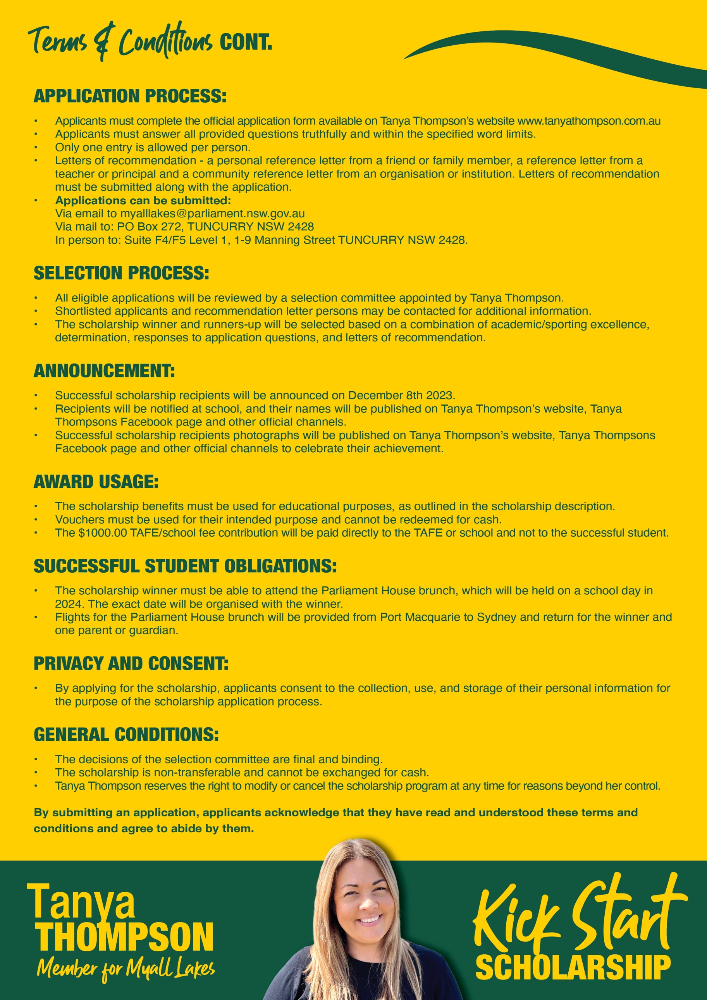 Terms & Conditions CONT.
APPLICATION PROCESS:
• Applicants must complete the official application form available on Tanya Thompson’s website www.tanyathompson.com.au
• Applicants must answer all provided questions truthfully and within the specified word limits.
• Only one entry is allowed per person.
• Letters of recommendation - a personal reference letter from a friend or family member, a reference letter from a
teacher or principal and a community reference letter from an organisation or institution. Letters of recommendation
must be submitted along with the application.
• Applications can be submitted:
Via email to myalllakes@parliament.nsw.gov.au
Via mail to: PO Box 272, TUNCURRY NSW 2428
In person to: Suite F4/F5 Level 1, 1-9 Manning Street TUNCURRY NSW 2428.
SELECTION PROCESS:
• All eligible applications will be reviewed by a selection committee appointed by Tanya Thompson.
• Shortlisted applicants and recommendation letter persons may be contacted for additional information.
• The scholarship winner and runners-up will be selected based on a combination of academic/sporting excellence,
determination, responses to application questions, and letters of recommendation.
ANNOUNCEMENT:
• Successful scholarship recipients will be announced on December 8th 2023.
• Recipients will be notified at school, and their names will be published on Tanya Thompson’s website, Tanya
Thompsons Facebook page and other official channels.
• Successful scholarship recipients photographs will be published on Tanya Thompson’s website, Tanya Thompsons
Facebook page and other official channels to celebrate their achievement.
AWARD USAGE:
• The scholarship benefits must be used for educational purposes, as outlined in the scholarship description.
• Vouchers must be used for their intended purpose and cannot be redeemed for cash.
• The $1000.00 TAFE/school fee contribution will be paid directly to the TAFE or school and not to the successful student.
SUCCESSFUL STUDENT OBLIGATIONS:
• The scholarship winner must be able to attend the Parliament House brunch, which will be held on a school day in
2024. The exact date will be organised with the winner.
• Flights for the Parliament House brunch will be provided from Port Macquarie to Sydney and return for the winner and
one parent or guardian.
PRIVACY AND CONSENT:
• By applying for the scholarship, applicants consent to the collection, use, and storage of their personal information for
the purpose of the scholarship application process.
GENERAL CONDITIONS:
• The decisions of the selection committee are final and binding.
• The scholarship is non-transferable and cannot be exchanged for cash.
• Tanya Thompson reserves the right to modify or cancel the scholarship program at any time for reasons beyond her control.
By submitting an application, applicants acknowledge that they have read and understood these terms and
conditions and agree to abide by them.
Tanya
THOMPSON
Member for Myall Lakes
Kick Start
SCHOLARSHIP